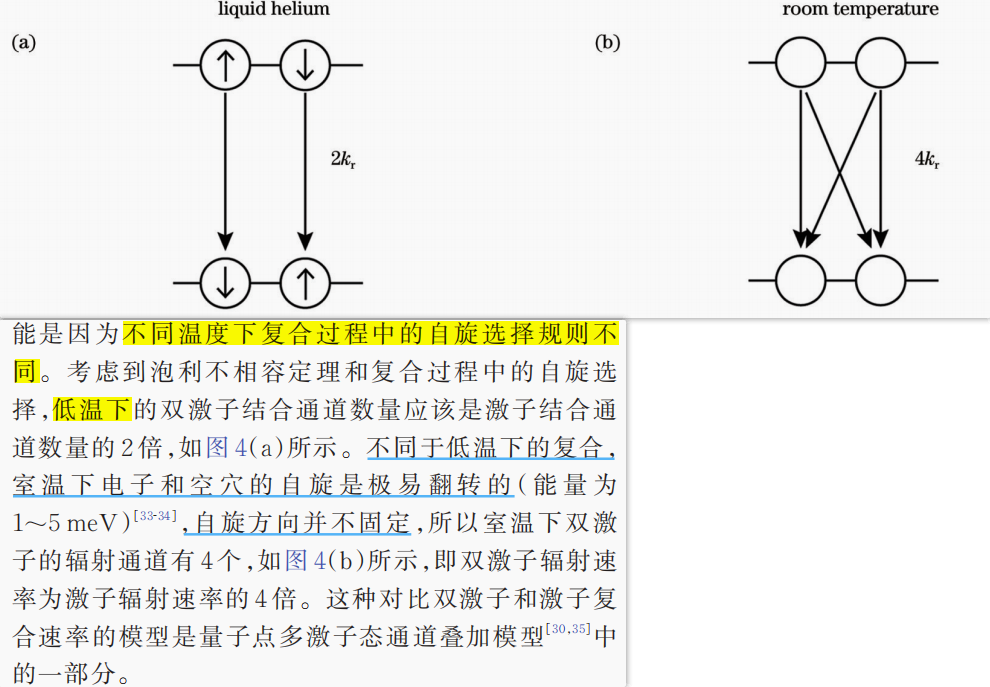 liquid helium
room temperature
(a)
(b)
2kr
4kr
能是因为不同温度下复合过程中的自旋选择规则不
同。考虑到泡利不相容定理和复合过程中的自旋选
择,低温下的双激子结合通道数量应该是激子结合通
道数量的2倍,如图4(a)所示。不同于低温下的复合,
室温下电子和空穴的自旋是极易翻转的(能量为
1～5 meV)[33-34],自旋方向并不固定,所以室温下双激
子的辐射通道有4个,如图4(b)所示,即双激子辐射速
率为激子辐射速率的4倍。这种对比双激子和激子复
合速率的模型是量子点多激子态通道叠加模型[30,35]中
的一部分。